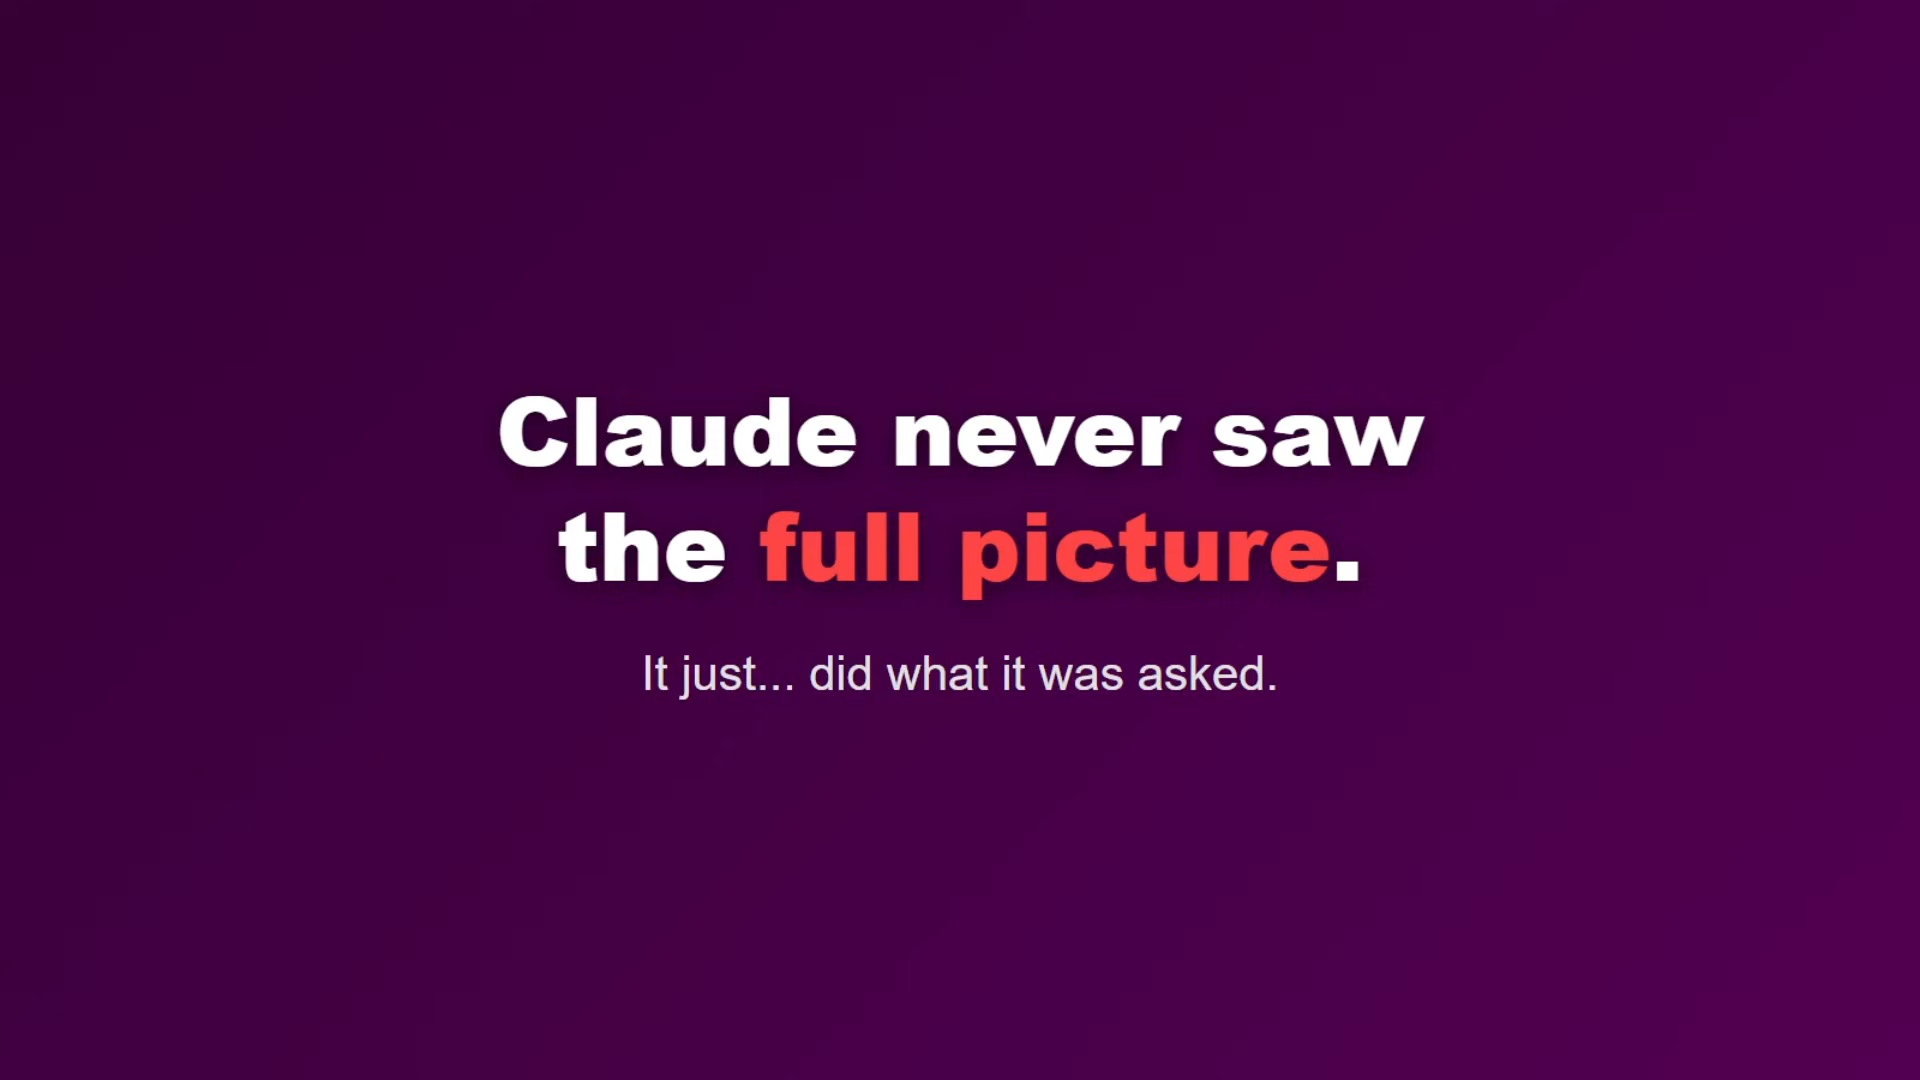 Claude never saw
the full picture.
It just... did what it was asked.